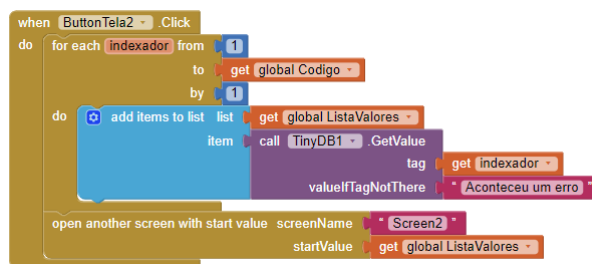 when ButtonTela2 .Click
do for each indexador from 1
to get global Codigo
by 1
do add items to list list get global ListaValores
item call TinyDB1 .GetValue
tag get indexador
valueIfTagNotThere " Aconteceu um erro "
open another screen with start value screenName " Screen2 "
startValue get global ListaValores